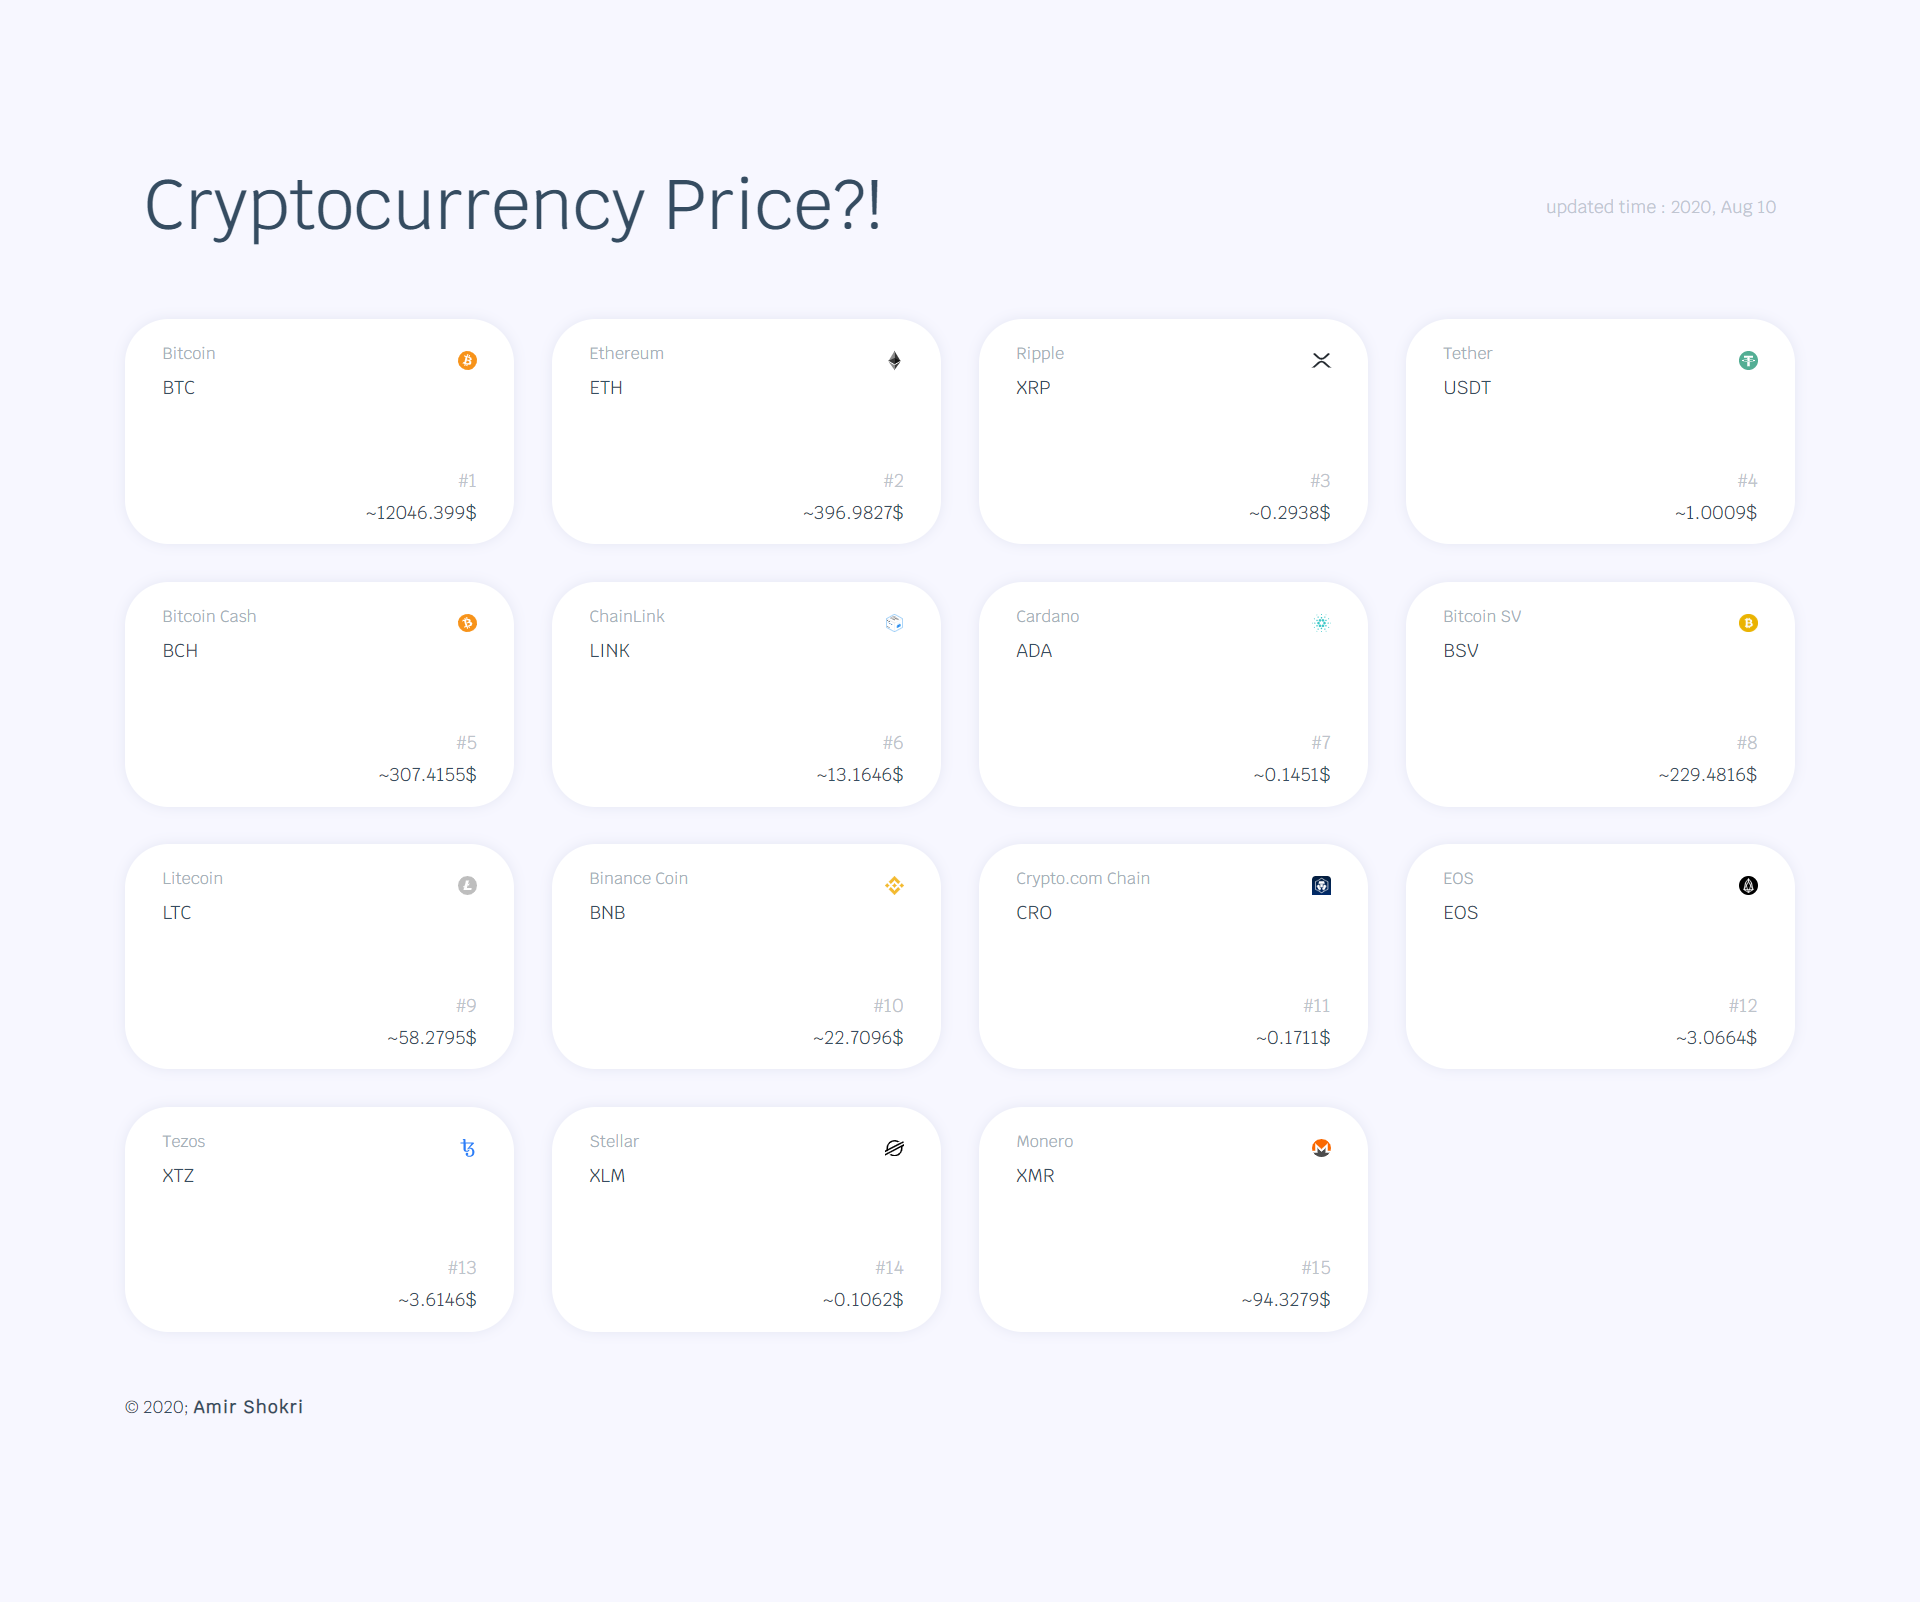 Cryptocurrency Price?!
updated time : 2020, Aug 10
Bitcoin
BTC
#1
~12046.399$
Ethereum
ETH
#2
~396.9827$
Ripple
XRP
#3
~0.2938$
Tether
USDT
#4
~1.0009$
Bitcoin Cash
BCH
#5
~307.4155$
ChainLink
LINK
#6
~13.1646$
Cardano
ADA
#7
~0.1451$
Bitcoin SV
BSV
#8
~229.4816$
Litecoin
LTC
#9
~58.2795$
Binance Coin
BNB
#10
~22.7096$
Crypto.com Chain
CRO
#11
~0.1711$
EOS
EOS
#12
~3.0664$
Tezos
XTZ
#13
~3.6146$
Stellar
XLM
#14
~0.1062$
Monero
XMR
#15
~94.3279$
© 2020; Amir Shokri